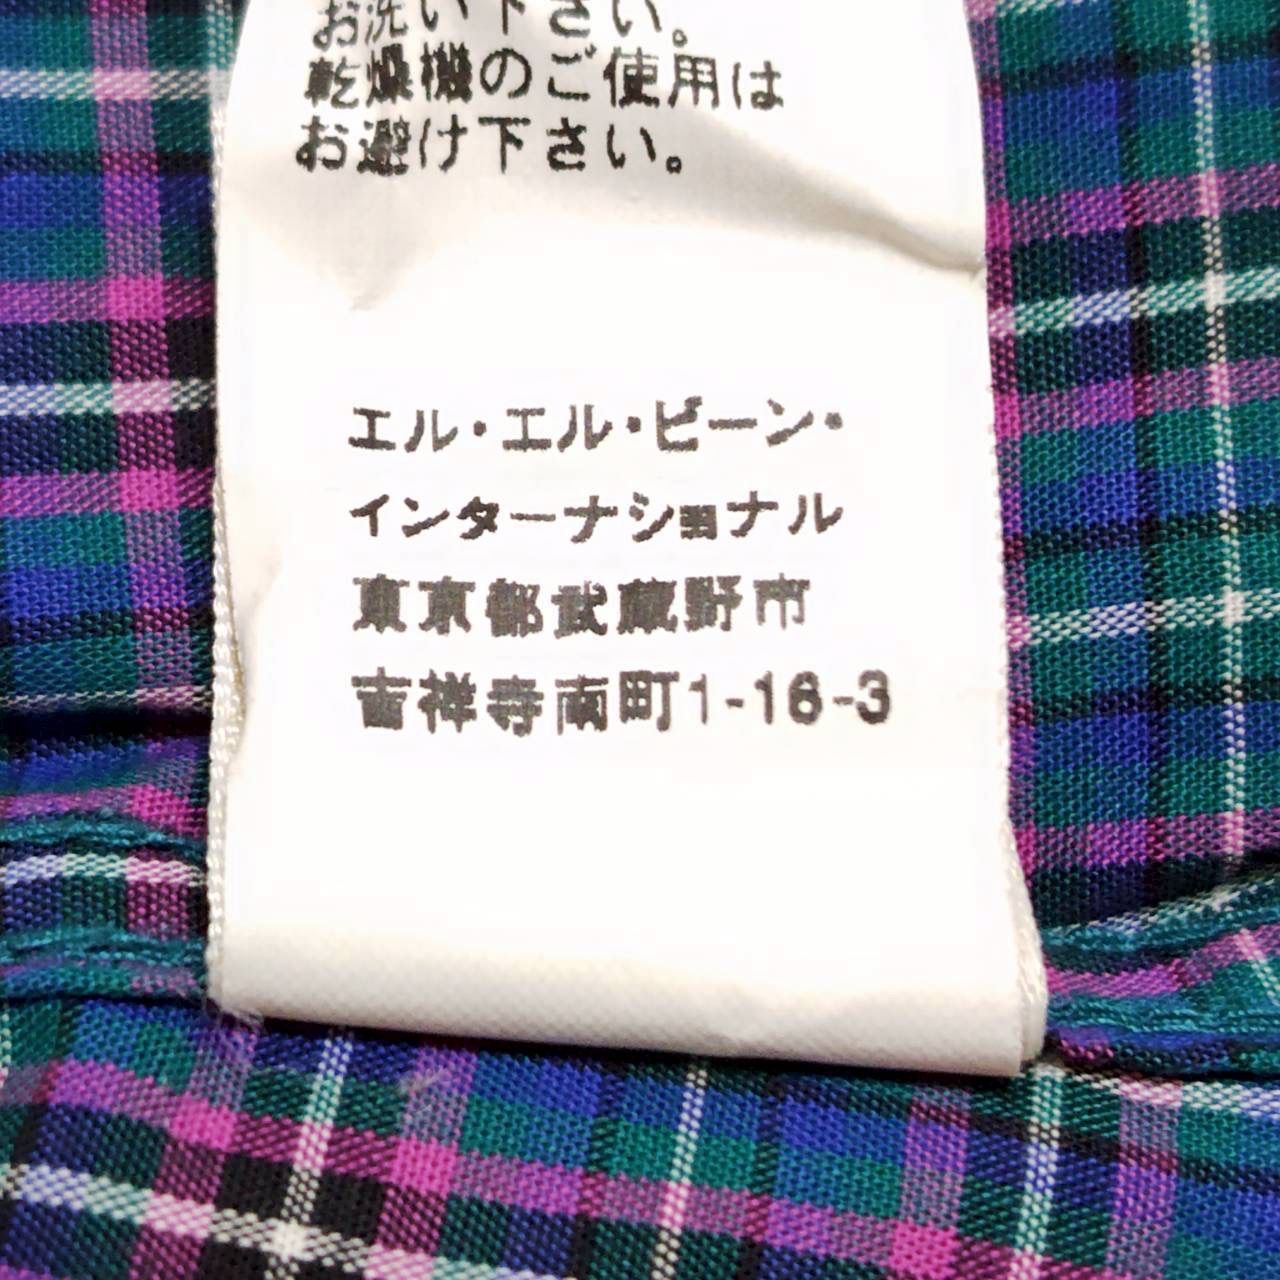 お洗い下さい。
乾燥機のご使用は
お避け下さい。
エル・エル・ビーン・
インターナショナル
東京都武蔵野市
吉祥寺南町1-16-3